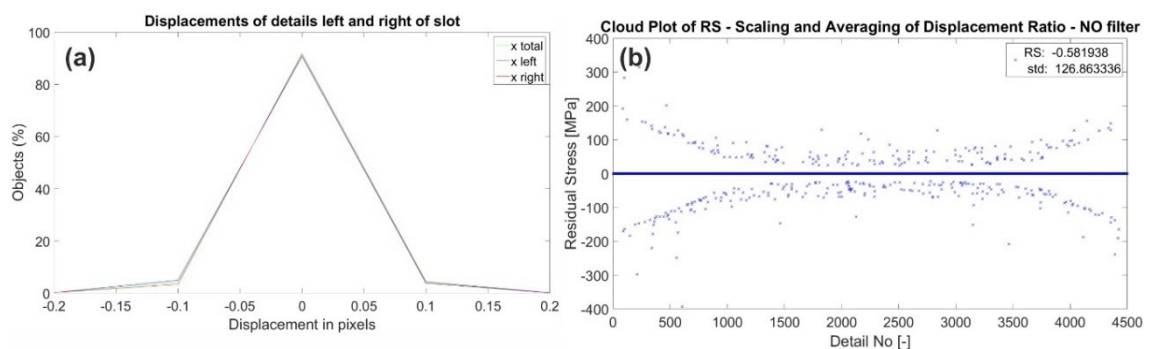 Displacements of details left and right of slot
(a)
x total
x left
x right
100
80
60
40
20
0
Objects (%)
-0.2 -0.15 -0.1 -0.05 0 0.05 0.1 0.15 0.2
Displacement in pixels
Cloud Plot of RS - Scaling and Averaging of Displacement Ratio - NO filter
(b)
RS: -0.581938
std: 126.863336
400
300
200
100
0
-100
-200
-300
-400
Residual Stress [MPa]
0 500 1000 1500 2000 2500 3000 3500 4000 4500
Detail No [-]